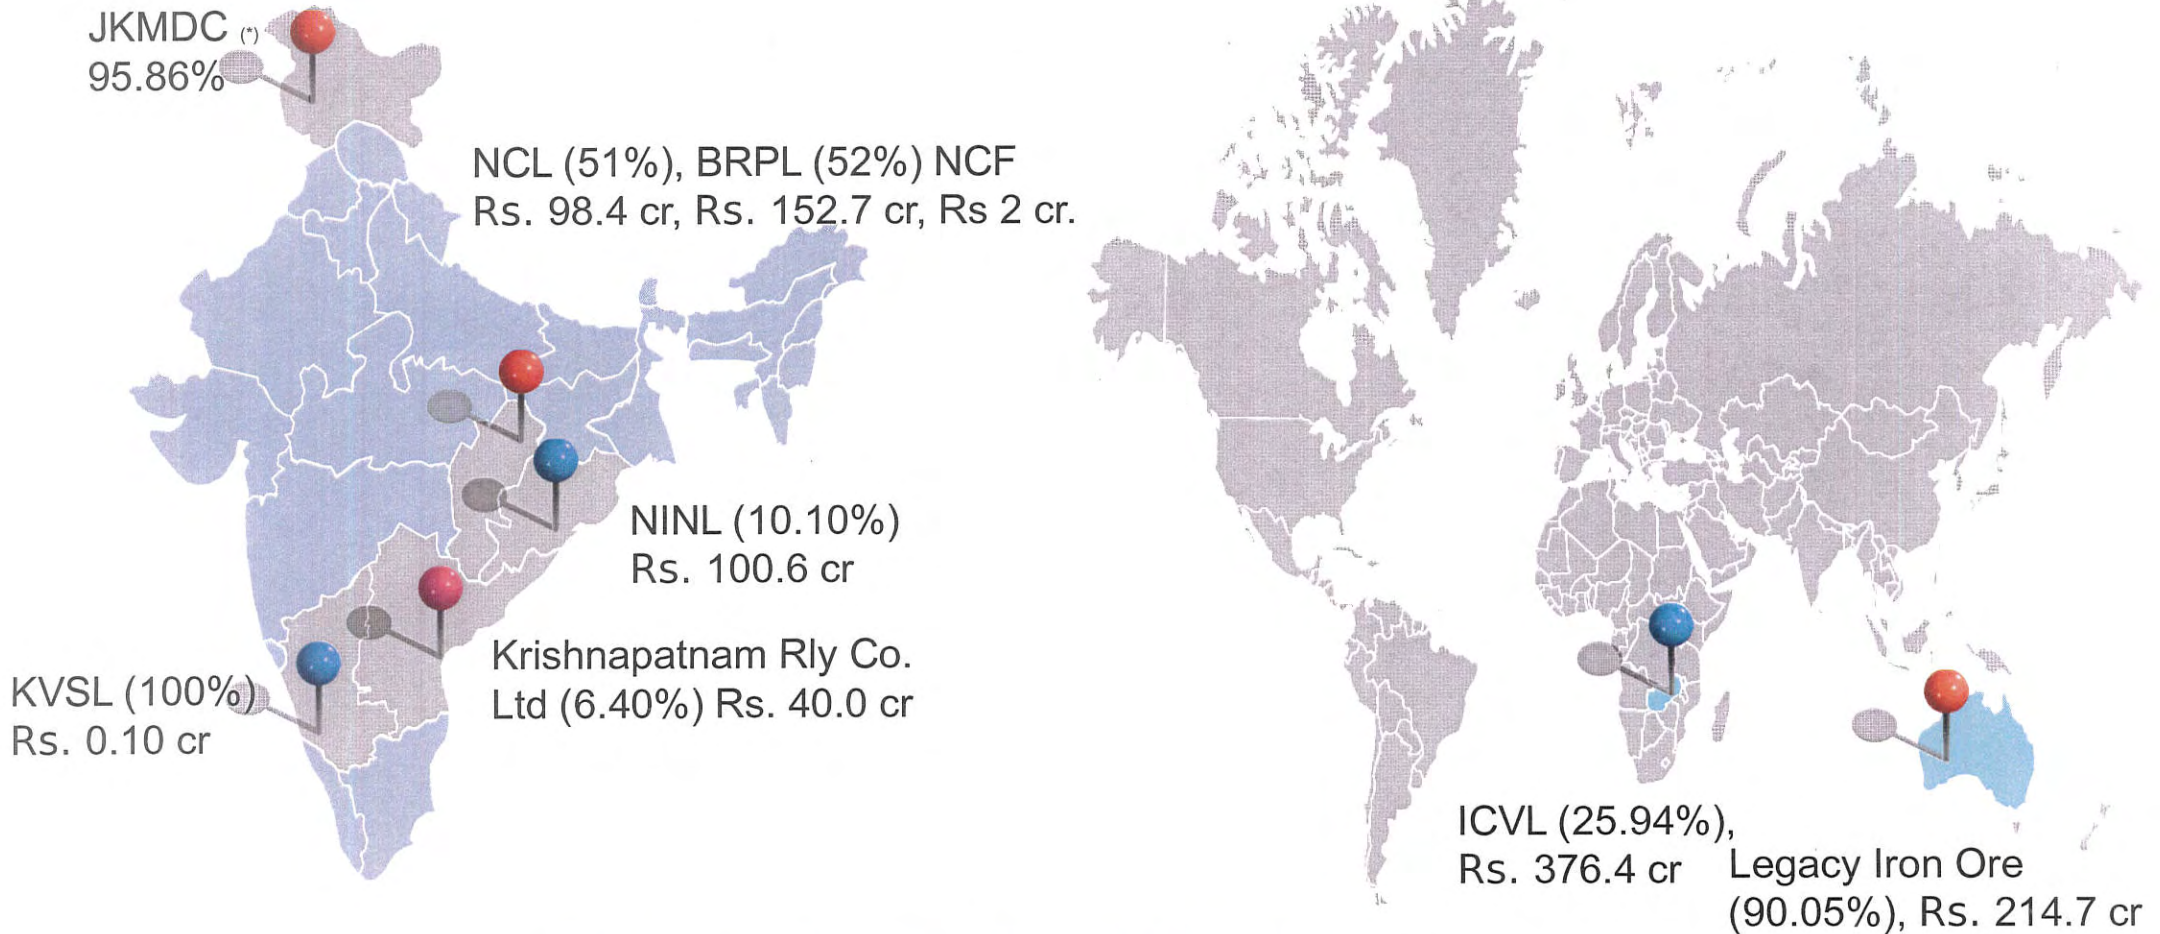 JKMDC (*)
95.86%
NCL (51%), BRPL (52%) NCF
Rs. 98.4 cr, Rs. 152.7 cr, Rs 2 cr.
NINL (10.10%)
Rs. 100.6 cr
Krishnapatnam Rly Co.
Ltd (6.40%) Rs. 40.0 cr
KVSL (100%)
Rs. 0.10 cr
ICVL (25.94%),
Rs. 376.4 cr
Legacy Iron Ore
(90.05%), Rs. 214.7 cr